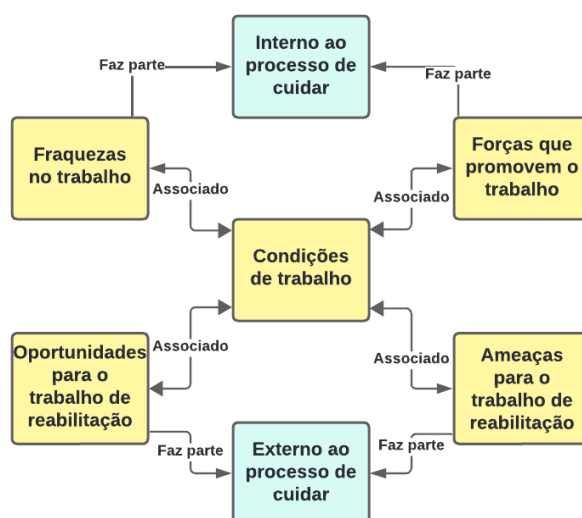 Interno ao
processo de
cuidar
Faz parte
Faz parte
Fraquezas
no trabalho
Forças que
promovem o
trabalho
Associado
Associado
Condições
de trabalho
Oportunidades
para o
trabalho de
reabilitação
Associado
Associado
Ameaças
para o
trabalho de
reabilitação
Faz parte
Faz parte
Externo ao
processo de
cuidar